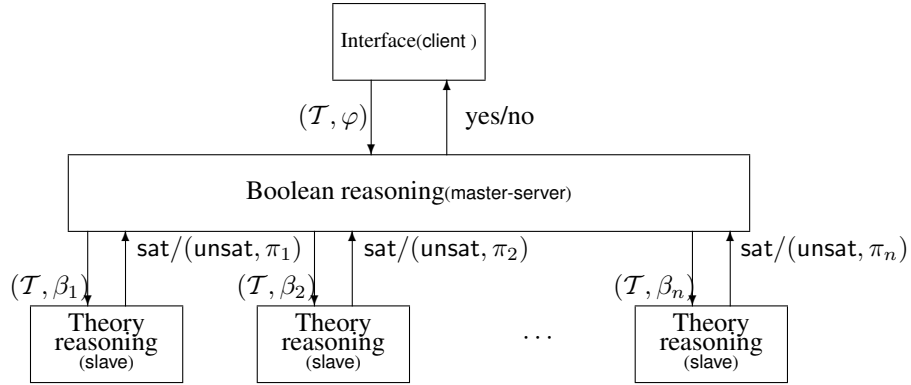 Interface(client )
(𝒯, φ) yes/no
Boolean reasoning(master-server)
sat/(unsat, π₁) sat/(unsat, π₂) sat/(unsat, πₙ)
(𝒯, β₁) (𝒯, β₂) (𝒯, βₙ)
Theory Theory Theory
reasoning reasoning ... reasoning
(slave) (slave) (slave)